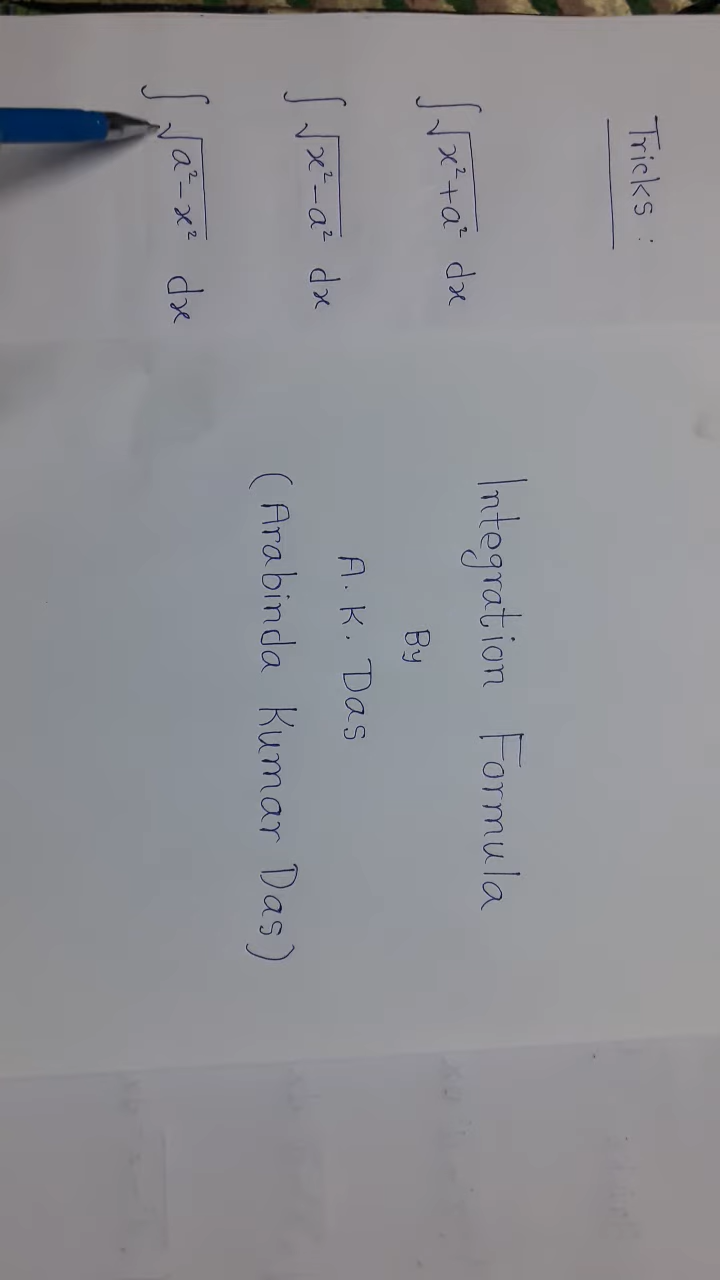 Tricks:
∫ √(x²+a²) dx
∫ √(x²-a²) dx
∫ √(a²-x²) dx
Integration Formula
By
A. K. Das
(Arabinda Kumar Das)